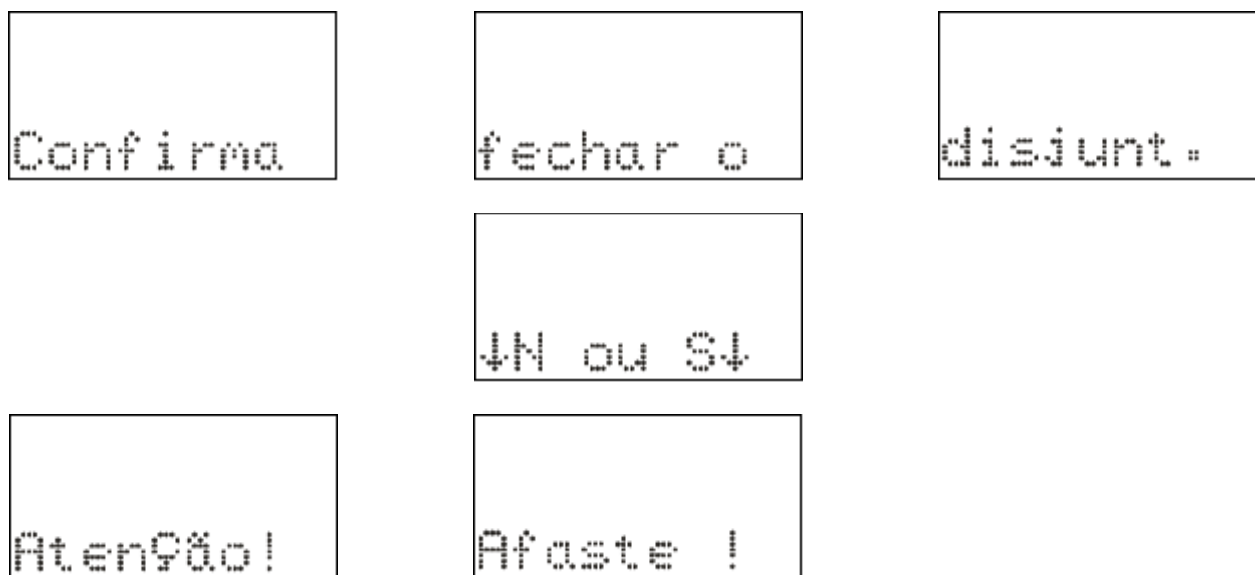 Confirma
fechar o
disjunt.
↓N ou S↓
Atenção!
Afaste !